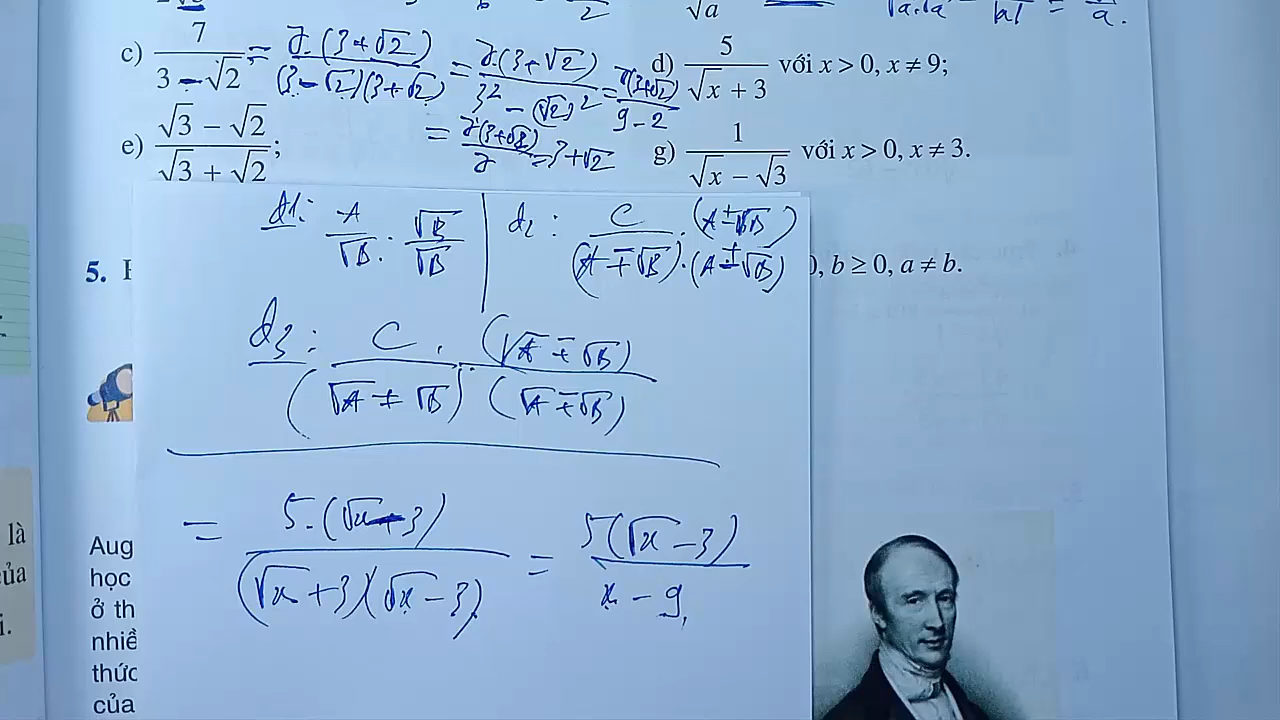 c) 7/(3 - √2) = 7.(3+√2)/((3-√2)(3+√2)) = 7.(3+√2)/(3² - (√2)²) = 7(3+√2)/(9-2)
= 7(3+√2)/7 = 3+√2
d) 5/(√x + 3) với x > 0, x ≠ 9;
e) (√3 − √2)/(√3 + √2);
g) 1/(√x − √3) với x > 0, x ≠ 3.
d1: A/√B . √B/√B
d2: C/(A ∓ √B) . (A ± √B)/(A ± √B)
5.
, b ≥ 0, a ≠ b.
d3: C/(√A ± √B) . (√A ∓ √B)/(√A ∓ √B)
= 5.(√x - 3)/((√x + 3)(√x - 3)) = 5(√x - 3)/(x - 9)
là
của
i.
Aug
học
ở th
nhiề
thức
của